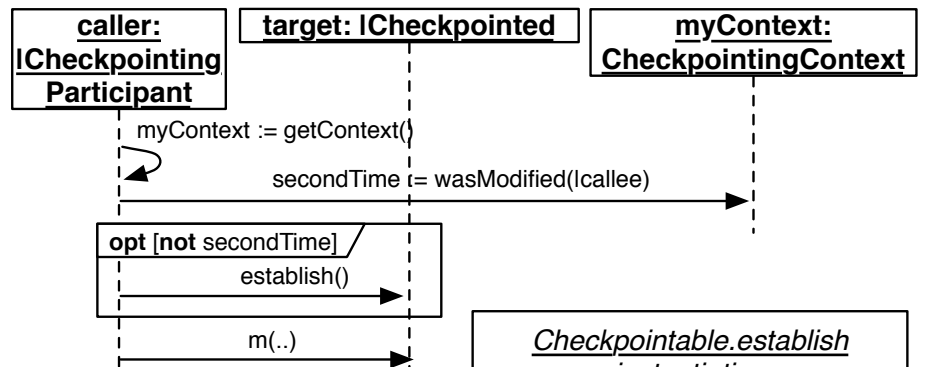 caller:
ICheckpointing
Participant
target: ICheckpointed
myContext:
CheckpointingContext
myContext := getContext()
secondTime := wasModified(Icallee)
opt [not secondTime]
establish()
m(..)
Checkpointable.establish